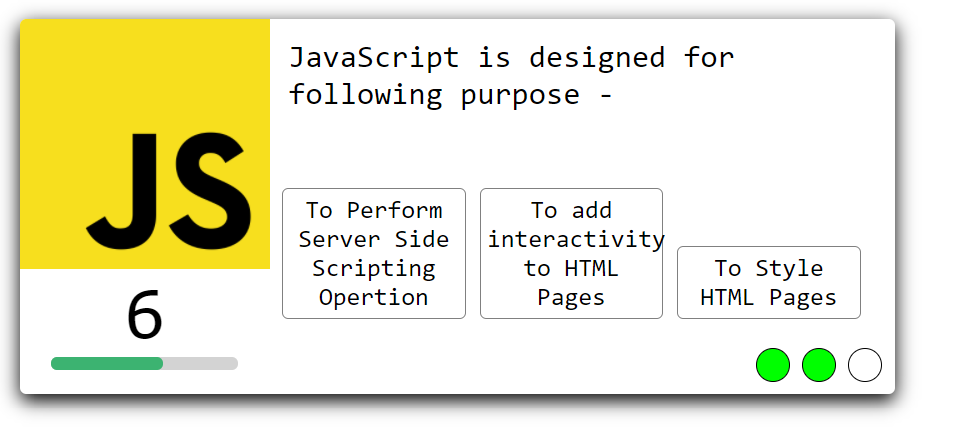 JavaScript is designed for
following purpose -
JS
To Perform
Server Side
Scripting
Opertion
To add
interactivity
to HTML
Pages
To Style
HTML Pages
6